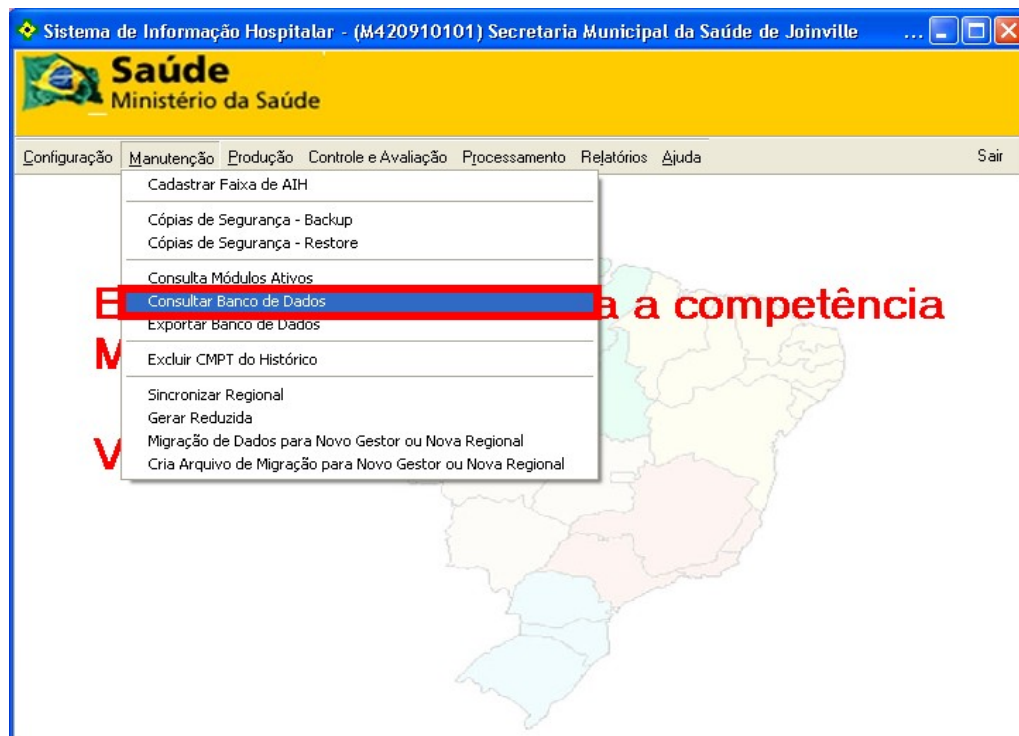 Sistema de Informação Hospitalar - (M420910101) Secretaria Municipal da Saúde de Joinville ...
Saúde
Ministério da Saúde
Configuração Manutenção Produção Controle e Avaliação Processamento Relatórios Ajuda Sair
Cadastrar Faixa de AIH
Cópias de Segurança - Backup
Cópias de Segurança - Restore
Consulta Módulos Ativos
Consultar Banco de Dados
Exportar Banco de Dados
Excluir CMPT do Histórico
Sincronizar Regional
Gerar Reduzida
Migração de Dados para Novo Gestor ou Nova Regional
Cria Arquivo de Migração para Novo Gestor ou Nova Regional
a a competência